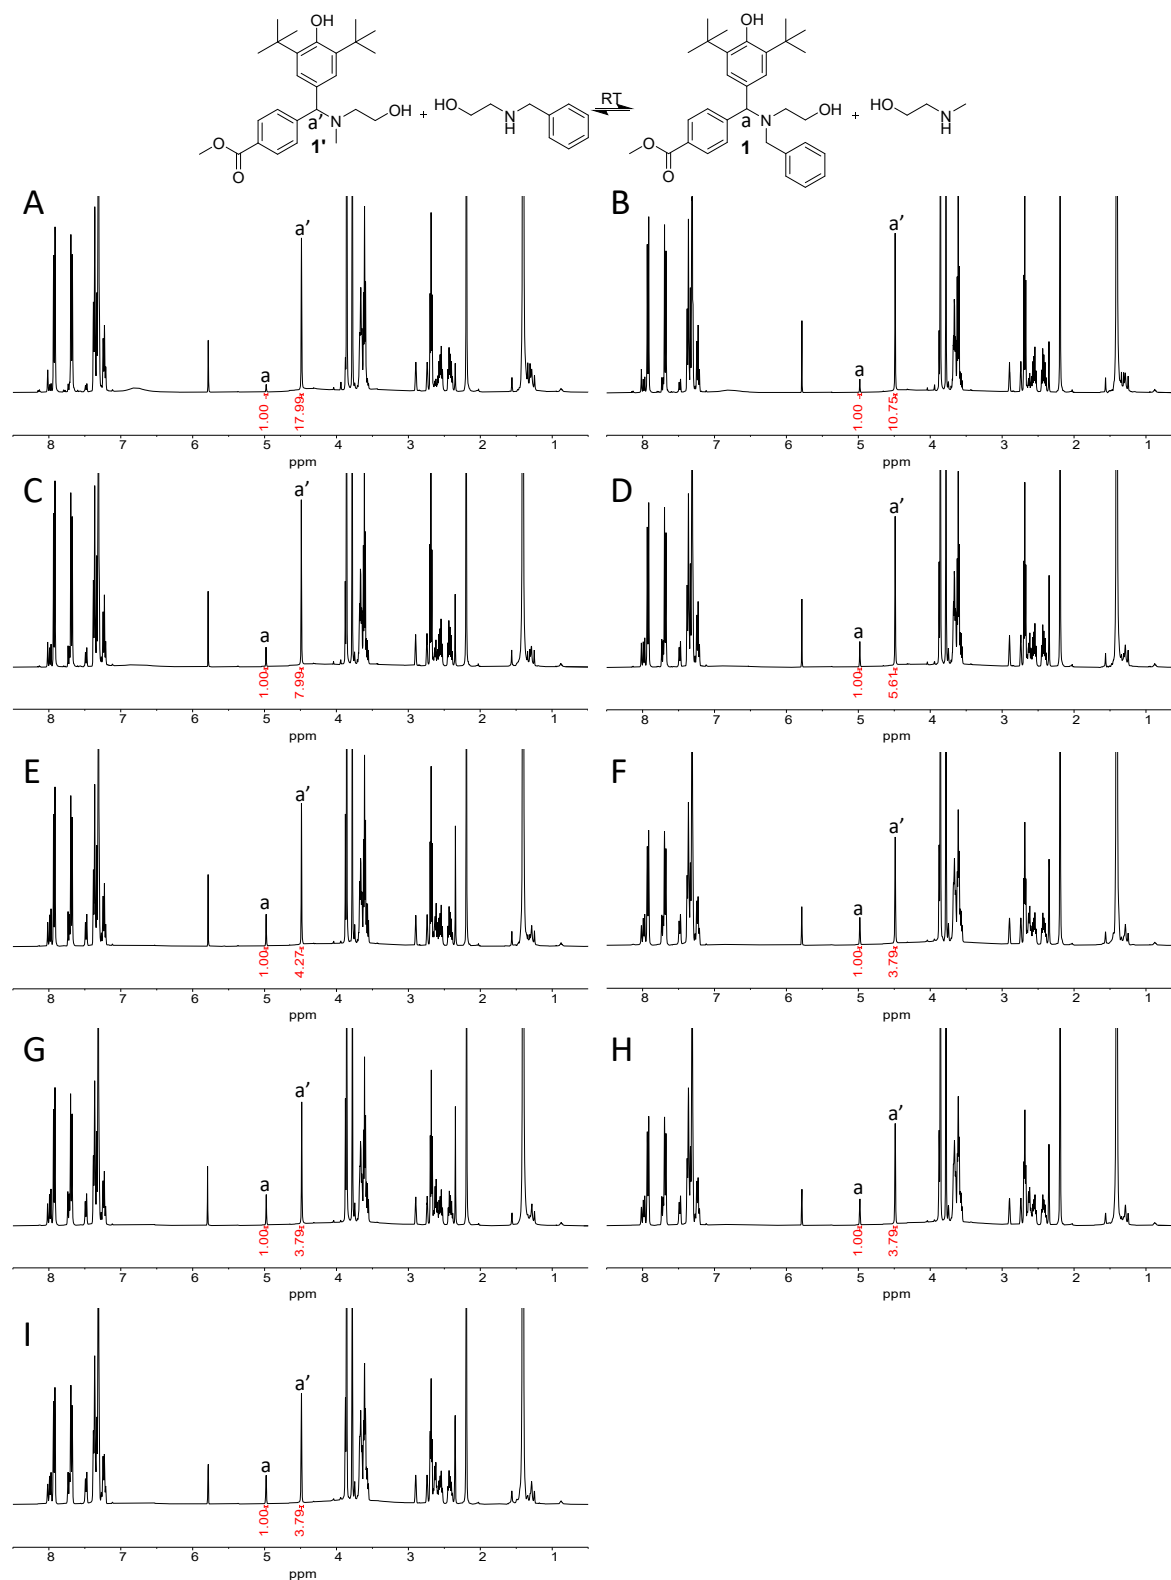 OH
OH
a'
N
+
HO
N
H
O
O
1'
RT
OH
OH
a
N
+
HO
N
H
O
O
1
A
a'
a
1.00 17.99
8 7 6 5 4 3 2 1
ppm
B
a'
a
1.00 10.75
8 7 6 5 4 3 2 1
ppm
C
a'
a
1.00 7.99
8 7 6 5 4 3 2 1
ppm
D
a'
a
1.00 5.61
8 7 6 5 4 3 2 1
ppm
E
a'
a
1.00 4.27
8 7 6 5 4 3 2 1
ppm
F
a'
a
1.00 3.79
8 7 6 5 4 3 2 1
ppm
G
a'
a
1.00 3.79
8 7 6 5 4 3 2 1
ppm
H
a'
a
1.00 3.79
8 7 6 5 4 3 2 1
ppm
I
a'
a
1.00 3.79
8 7 6 5 4 3 2 1
ppm